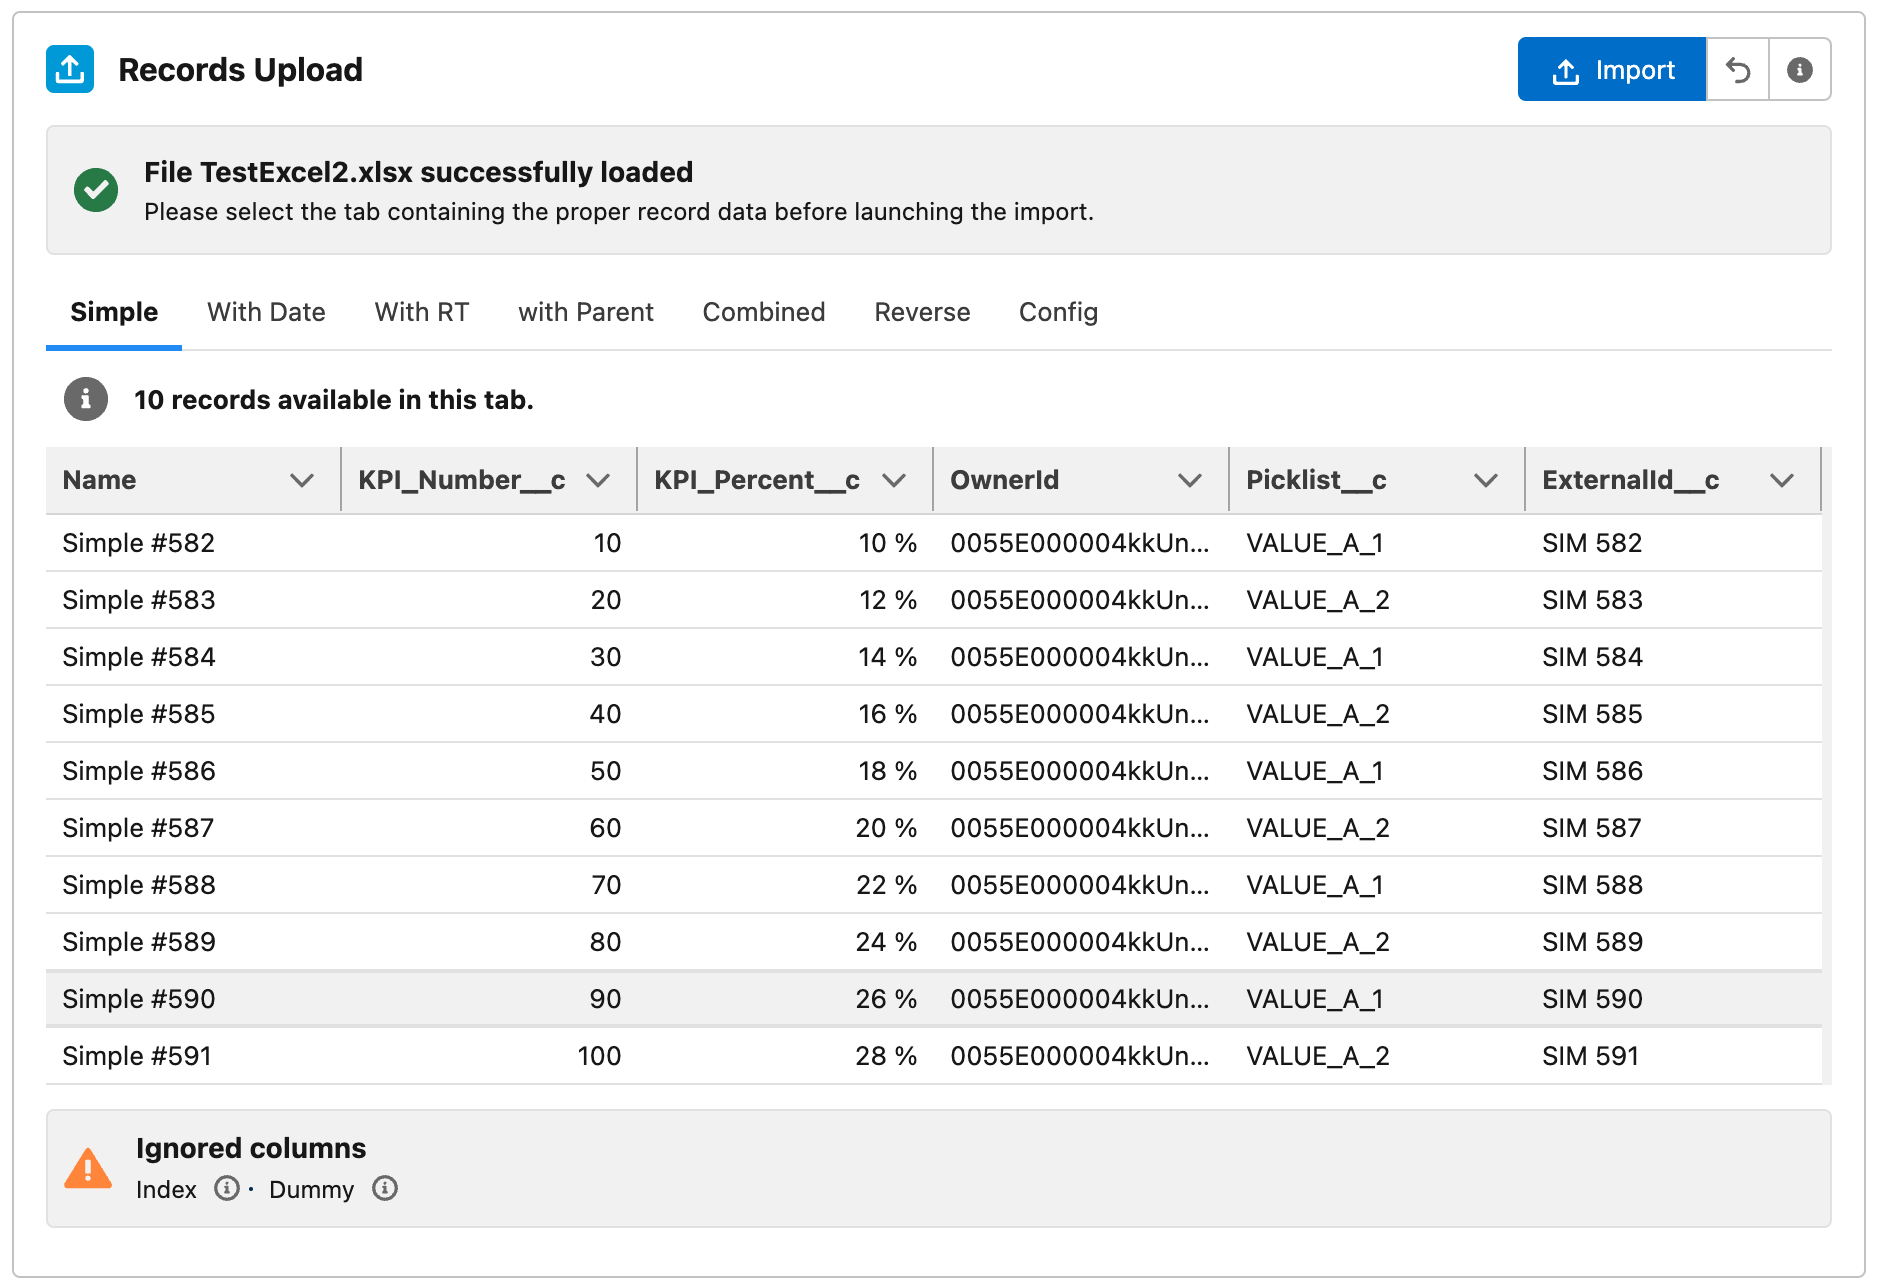 Records Upload
Import
File TestExcel2.xlsx successfully loaded
Please select the tab containing the proper record data before launching the import.
Simple With Date With RT with Parent Combined Reverse Config
10 records available in this tab.
Name KPI_Number__c KPI_Percent__c OwnerId Picklist__c ExternalId__c
Simple #582 10 10 % 0055E000004kkUn... VALUE_A_1 SIM 582
Simple #583 20 12 % 0055E000004kkUn... VALUE_A_2 SIM 583
Simple #584 30 14 % 0055E000004kkUn... VALUE_A_1 SIM 584
Simple #585 40 16 % 0055E000004kkUn... VALUE_A_2 SIM 585
Simple #586 50 18 % 0055E000004kkUn... VALUE_A_1 SIM 586
Simple #587 60 20 % 0055E000004kkUn... VALUE_A_2 SIM 587
Simple #588 70 22 % 0055E000004kkUn... VALUE_A_1 SIM 588
Simple #589 80 24 % 0055E000004kkUn... VALUE_A_2 SIM 589
Simple #590 90 26 % 0055E000004kkUn... VALUE_A_1 SIM 590
Simple #591 100 28 % 0055E000004kkUn... VALUE_A_2 SIM 591
Ignored columns
Index · Dummy